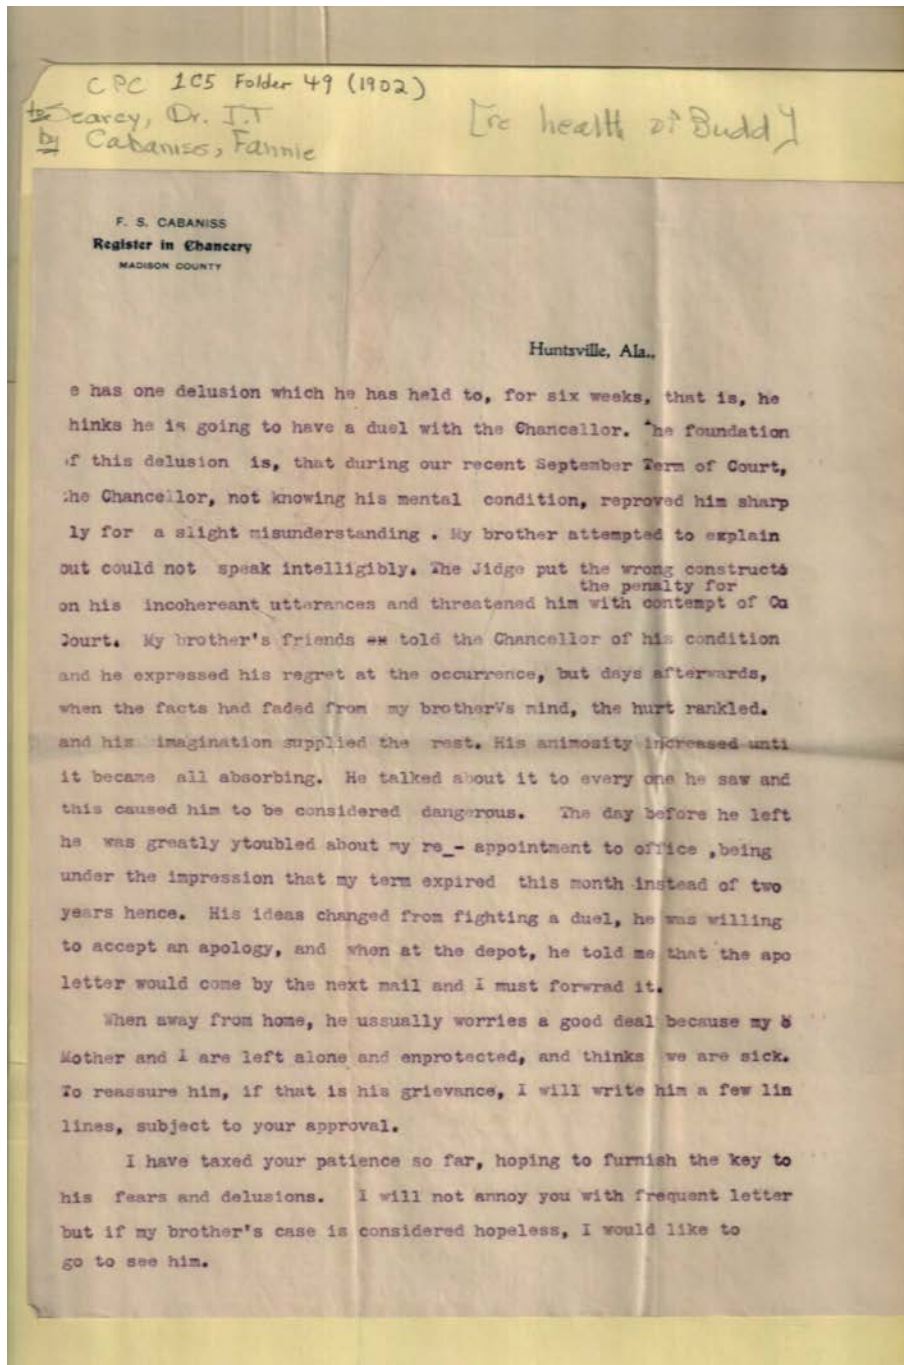 CPC 1C5 Folder 49 (1902)
to Searcy, Dr. I.T
by Cabaniss, Fannie
[re health of Budd]
F. S. CABANISS
Register in Chancery
MADISON COUNTY
Huntsville, Ala.,
e has one delusion which he has held to, for six weeks, that is, he
hinks he is going to have a duel with the Chancellor. The foundation
of this delusion is, that during our recent September Term of Court,
the Chancellor, not knowing his mental condition, reproved him sharp
ly for a slight misunderstanding . My brother attempted to explain
but could not speak intelligibly. The Jidge put the wrong constructo
the penalty for
on his incohereant utterances and threatened him with contempt of Cu
Court. My brother's friends told the Chancellor of his condition
and he expressed his regret at the occurrence, but days afterwards,
when the facts had faded from my brotherVs mind, the hurt rankled.
and his imagination supplied the rest. His animosity increased unti
it became all absorbing. He talked about it to every one he saw and
this caused him to be considered dangerous. The day before he left
he was greatly ytoubled about my re_- appointment to office ,being
under the impression that my term expired this month instead of two
years hence. His ideas changed from fighting a duel, he was willing
to accept an apology, and when at the depot, he told me that the apo
letter would come by the next mail and I must forwrad it.
When away from home, he ussually worries a good deal because my
Mother and I are left alone and enprotected, and thinks we are sick.
To reassure him, if that is his grievance, I will write him a few lin
lines, subject to your approval.
I have taxed your patience so far, hoping to furnish the key to
his fears and delusions. I will not annoy you with frequent letter
but if my brother's case is considered hopeless, I would like to
go to see him.